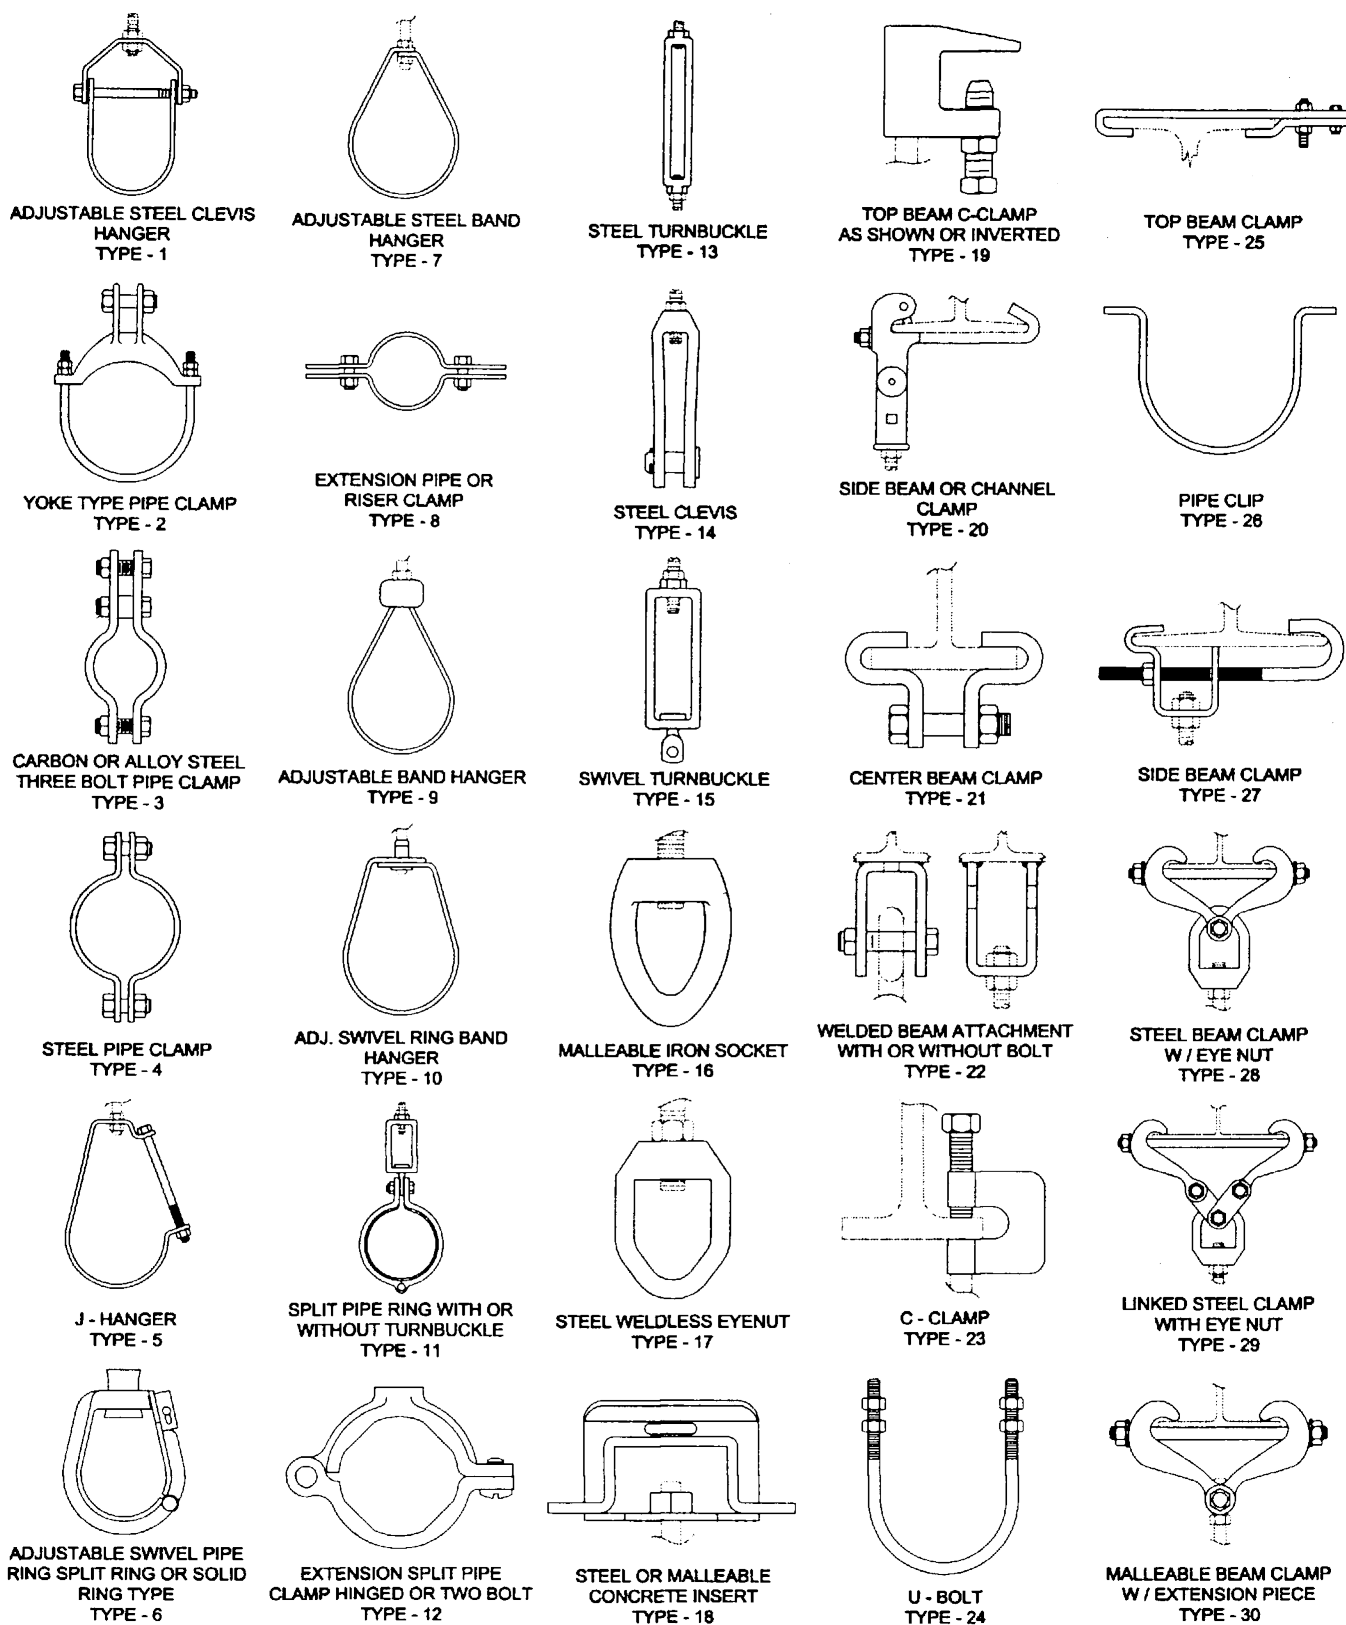 ADJUSTABLE STEEL CLEVIS
HANGER
TYPE - 1
ADJUSTABLE STEEL BAND
HANGER
TYPE - 7
STEEL TURNBUCKLE
TYPE - 13
TOP BEAM C-CLAMP
AS SHOWN OR INVERTED
TYPE - 19
TOP BEAM CLAMP
TYPE - 25
YOKE TYPE PIPE CLAMP
TYPE - 2
EXTENSION PIPE OR
RISER CLAMP
TYPE - 8
STEEL CLEVIS
TYPE - 14
SIDE BEAM OR CHANNEL
CLAMP
TYPE - 20
PIPE CLIP
TYPE - 26
CARBON OR ALLOY STEEL
THREE BOLT PIPE CLAMP
TYPE - 3
ADJUSTABLE BAND HANGER
TYPE - 9
SWIVEL TURNBUCKLE
TYPE - 15
CENTER BEAM CLAMP
TYPE - 21
SIDE BEAM CLAMP
TYPE - 27
STEEL PIPE CLAMP
TYPE - 4
ADJ. SWIVEL RING BAND
HANGER
TYPE - 10
MALLEABLE IRON SOCKET
TYPE - 16
WELDED BEAM ATTACHMENT
WITH OR WITHOUT BOLT
TYPE - 22
STEEL BEAM CLAMP
W / EYE NUT
TYPE - 28
J - HANGER
TYPE - 5
SPLIT PIPE RING WITH OR
WITHOUT TURNBUCKLE
TYPE - 11
STEEL WELDLESS EYENUT
TYPE - 17
C - CLAMP
TYPE - 23
LINKED STEEL CLAMP
WITH EYE NUT
TYPE - 29
ADJUSTABLE SWIVEL PIPE
RING SPLIT RING OR SOLID
RING TYPE
TYPE - 6
EXTENSION SPLIT PIPE
CLAMP HINGED OR TWO BOLT
TYPE - 12
STEEL OR MALLEABLE
CONCRETE INSERT
TYPE - 18
U - BOLT
TYPE - 24
MALLEABLE BEAM CLAMP
W / EXTENSION PIECE
TYPE - 30